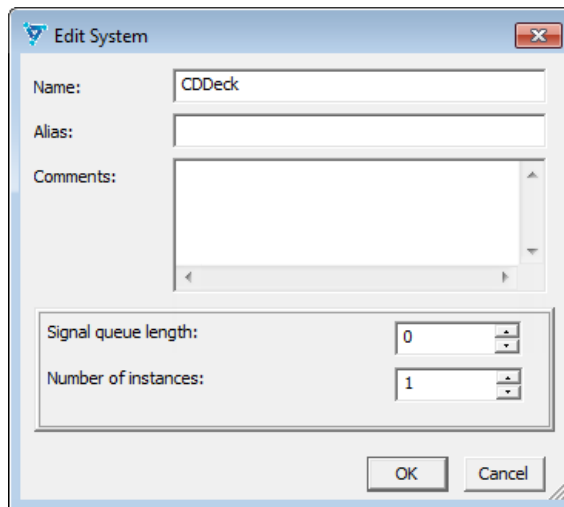 Edit System
Name: CDDeck
Alias:
Comments:
Signal queue length: 0
Number of instances: 1
OK Cancel